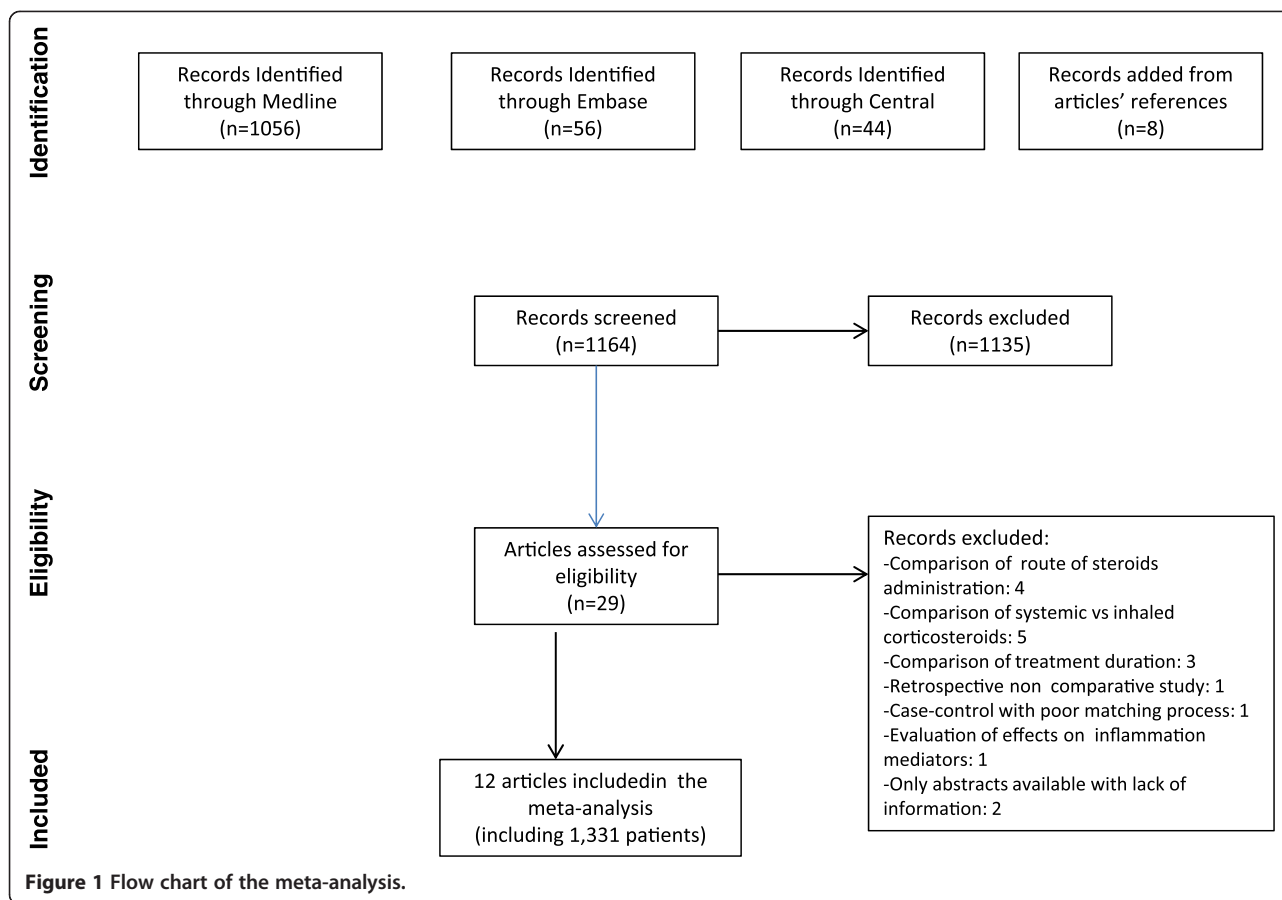 Identification
Records Identified
through Medline
(n=1056)
Records Identified
through Embase
(n=56)
Records Identified
through Central
(n=44)
Records added from
articles' references
(n=8)
Screening
Records screened
(n=1164)
Records excluded
(n=1135)
Eligibility
Articles assessed for
eligibility
(n=29)
Records excluded:
-Comparison of route of steroids
administration: 4
-Comparison of systemic vs inhaled
corticosteroids: 5
-Comparison of treatment duration: 3
-Retrospective non comparative study: 1
-Case-control with poor matching process: 1
-Evaluation of effects on inflammation
mediators: 1
-Only abstracts available with lack of
information: 2
Included
12 articles includedin the
meta-analysis
(including 1,331 patients)
Figure 1 Flow chart of the meta-analysis.